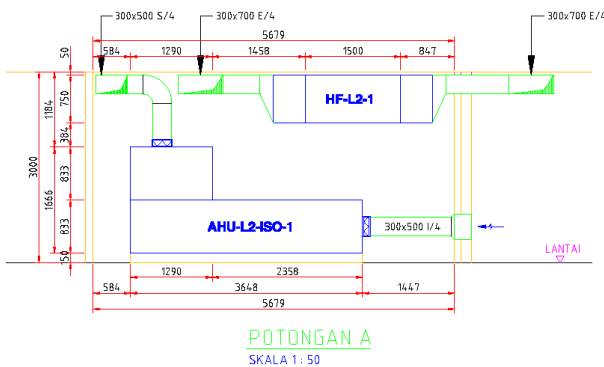 300x500 S/4
300x700 E/4
300x700 E/4
5679
584
1290
1458
1500
847
50
750
384
833
833
150
1184
1666
3000
HF-L2-1
AHU-L2-ISO-1
300x500 I/4
LANTAI
1290
2358
584
3648
1447
5679
POTONGAN A
SKALA 1 : 50